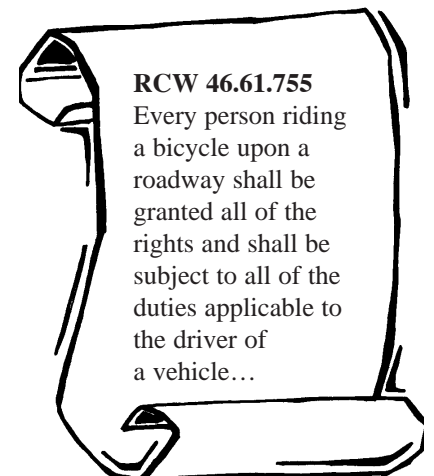 RCW 46.61.755
Every person riding
a bicycle upon a
roadway shall be
granted all of the
rights and shall be
subject to all of the
duties applicable to
the driver of
a vehicle…